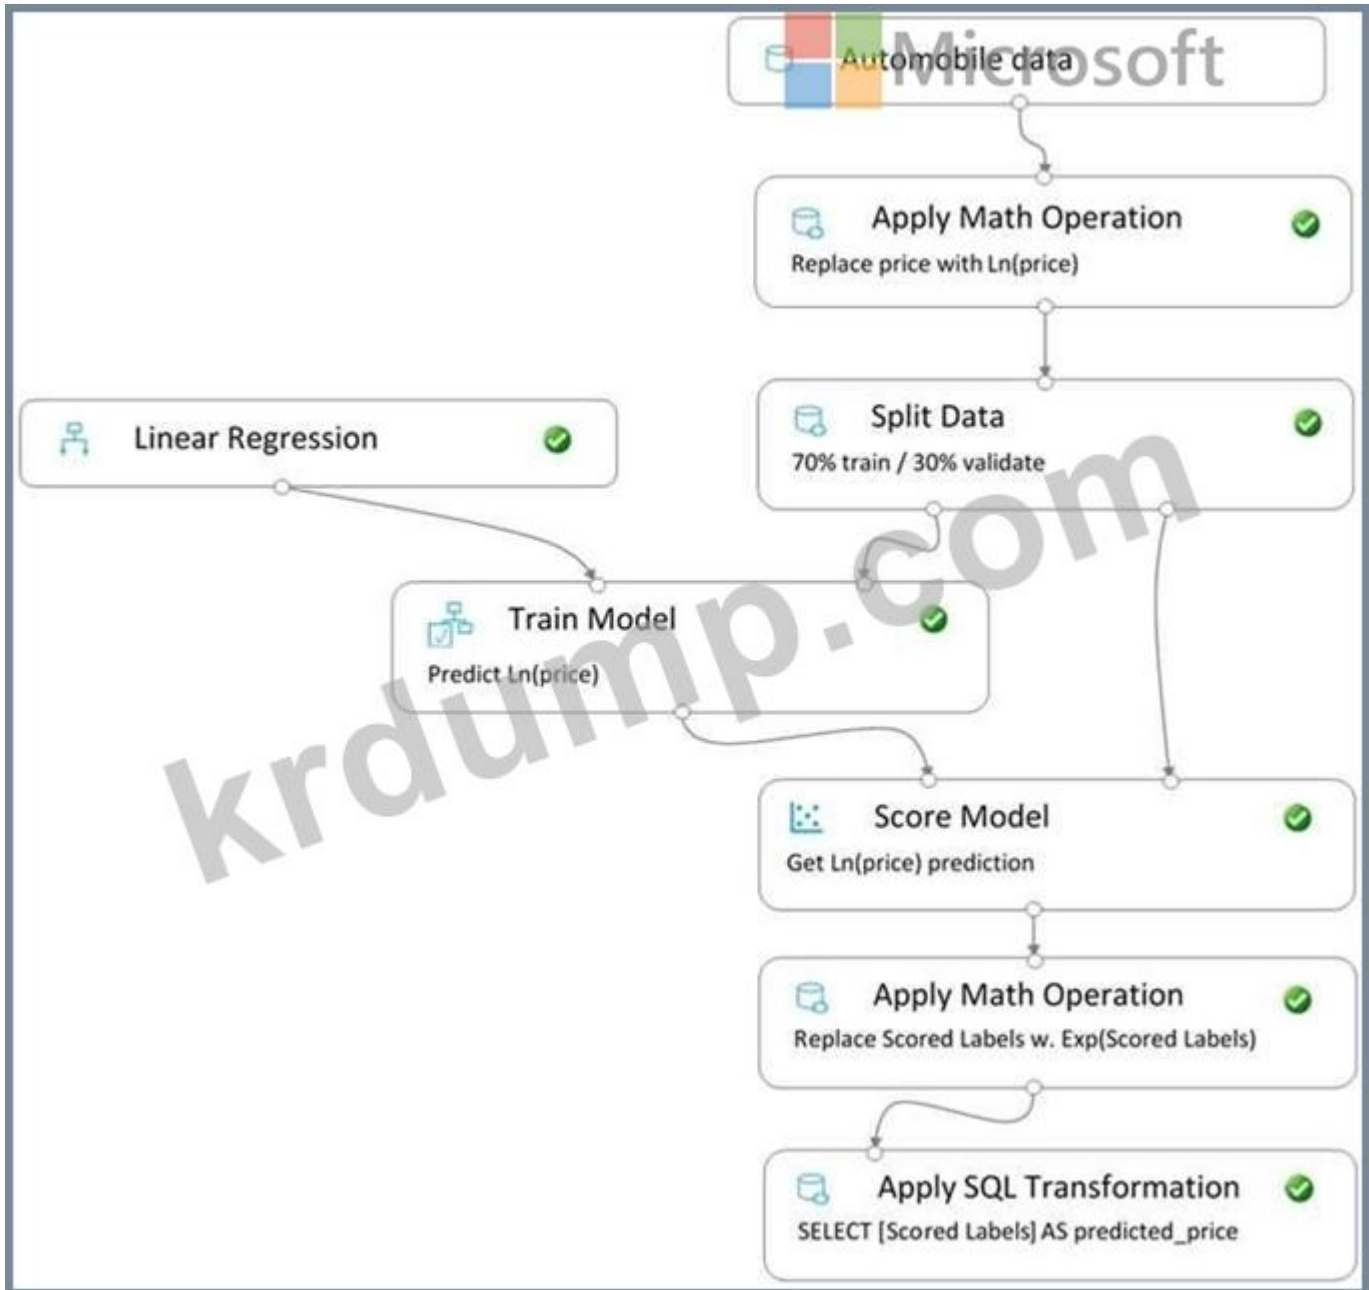 Microsoft
Automobile data
Apply Math Operation
Replace price with Ln(price)
Split Data
70% train / 30% validate
Linear Regression
Train Model
Predict Ln(price)
Score Model
Get Ln(price) prediction
Apply Math Operation
Replace Scored Labels w. Exp(Scored Labels)
Apply SQL Transformation
SELECT [Scored Labels] AS predicted_price
krdump.com